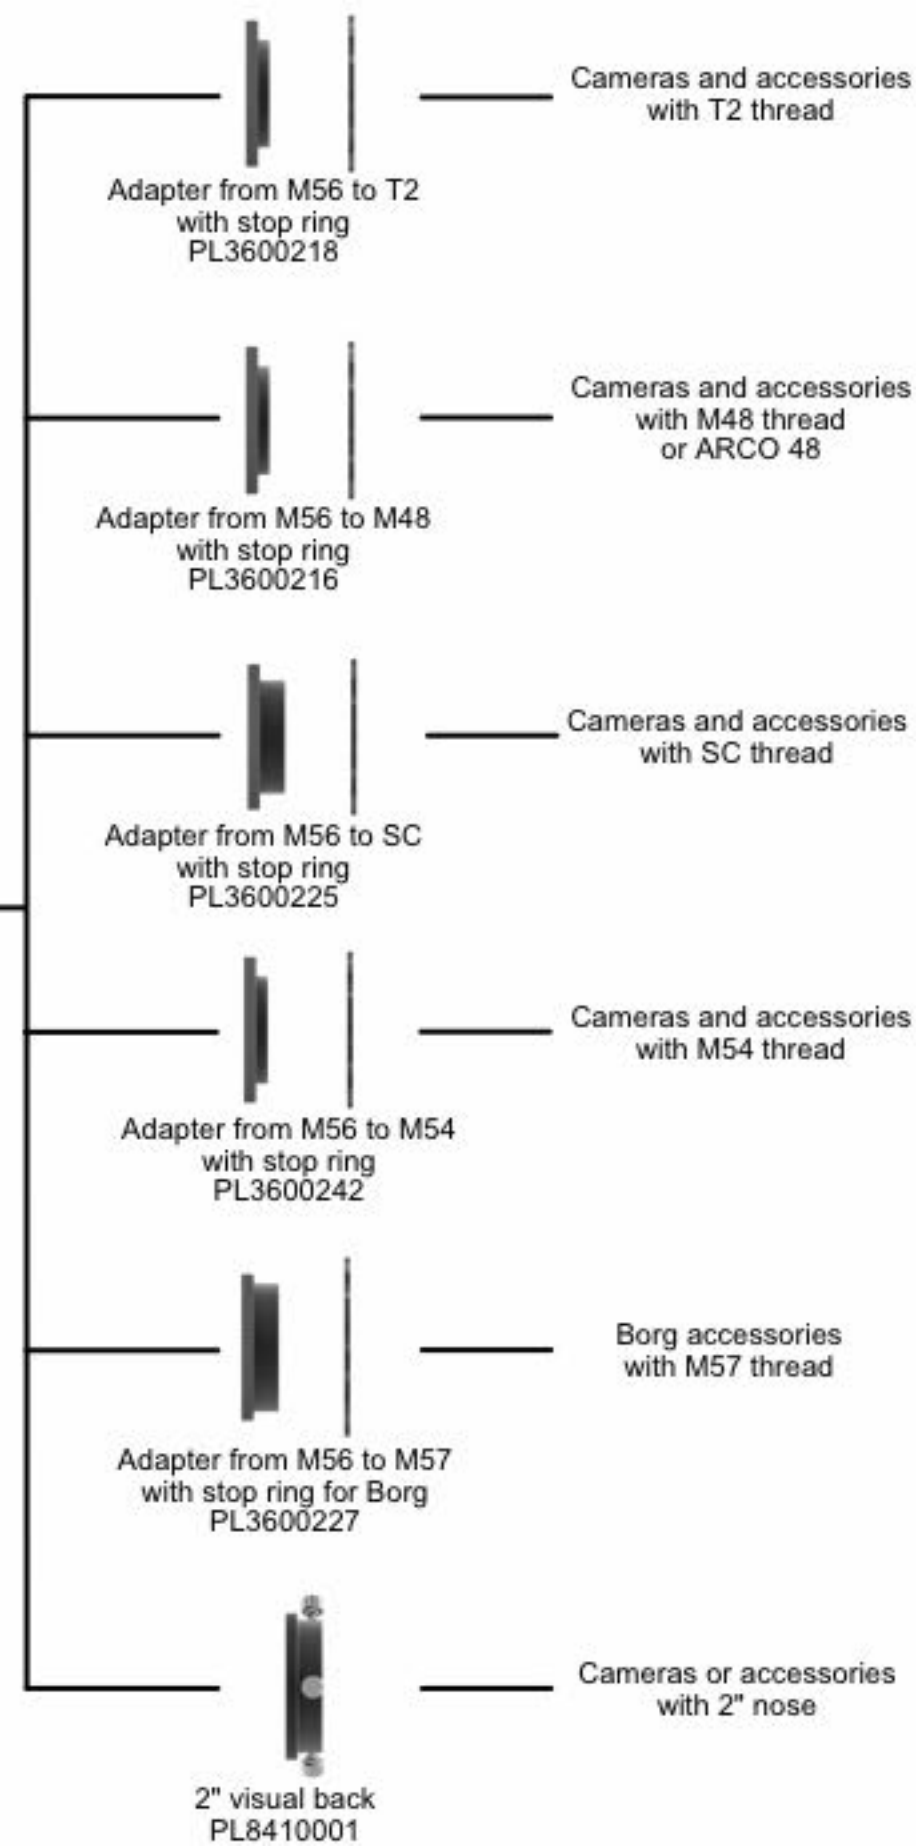 Cameras and accessories
with T2 thread
Adapter from M56 to T2
with stop ring
PL3600218
Cameras and accessories
with M48 thread
or ARCO 48
Adapter from M56 to M48
with stop ring
PL3600216
Cameras and accessories
with SC thread
Adapter from M56 to SC
with stop ring
PL3600225
Cameras and accessories
with M54 thread
Adapter from M56 to M54
with stop ring
PL3600242
Borg accessories
with M57 thread
Adapter from M56 to M57
with stop ring for Borg
PL3600227
Cameras or accessories
with 2" nose
2" visual back
PL8410001